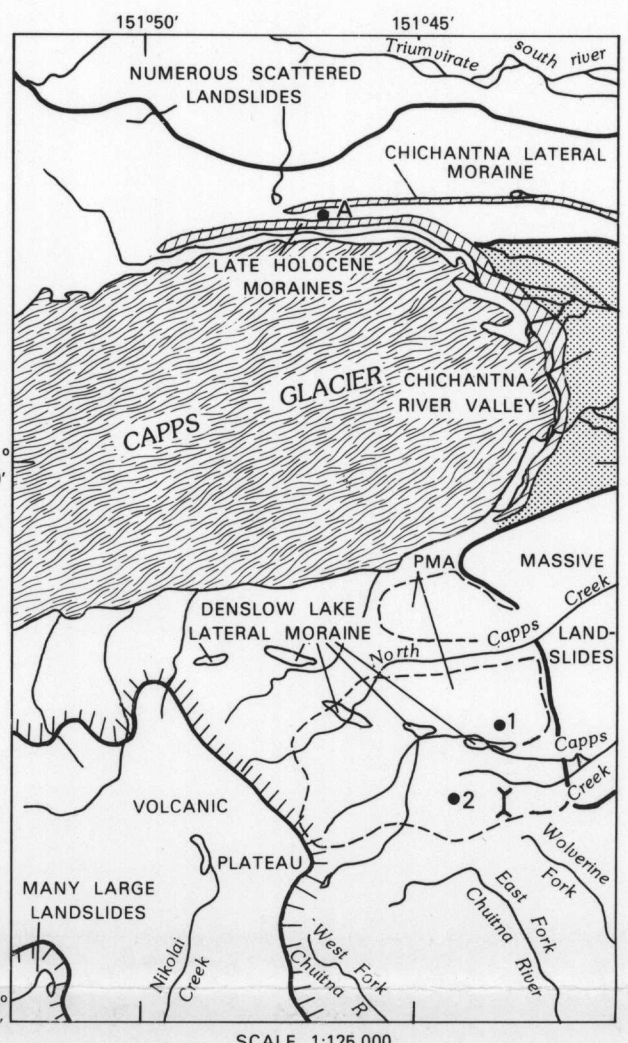 151°50′ 151°45′
Triumvirate south river
NUMEROUS SCATTERED
LANDSLIDES
CHICHANTNA LATERAL
MORAINE
A
LATE HOLOCENE
MORAINES
CAPPS GLACIER
CHICHANTNA
RIVER VALLEY
PMA
MASSIVE
LAND-
SLIDES
DENSLOW LAKE
LATERAL MORAINE
North Capps Creek
1
Capps
Creek
2
VOLCANIC
PLATEAU
Wolverine
Fork
MANY LARGE
LANDSLIDES
Nikolai
Creek
West Fork
Chuitna R
East Fork
Chuitna River
SCALE 1:125,000